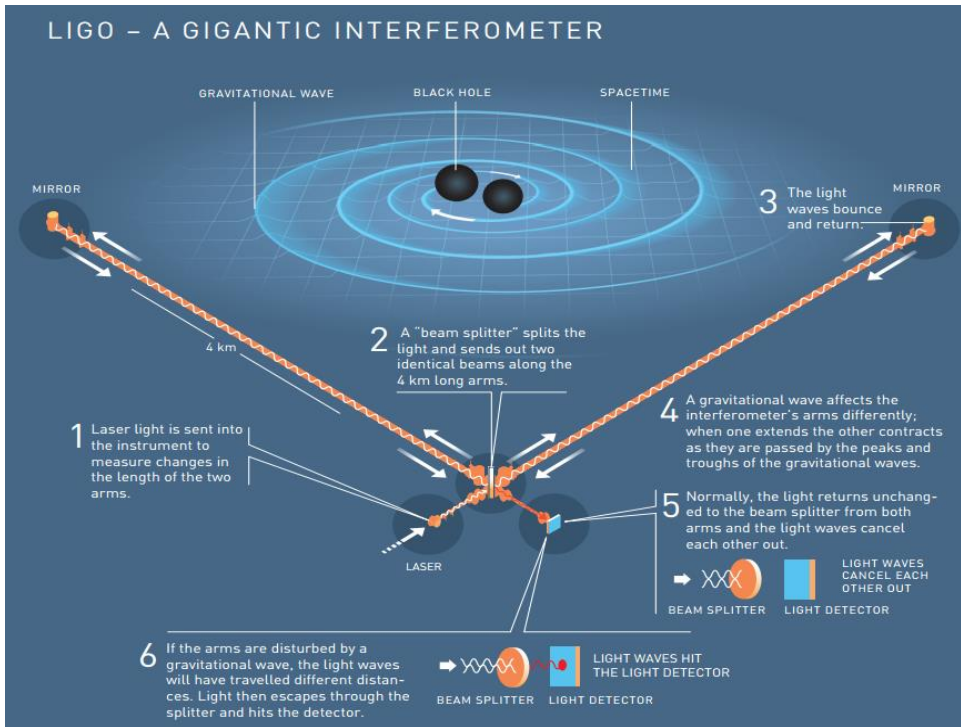 LIGO – A GIGANTIC INTERFEROMETER
GRAVITATIONAL WAVE
BLACK HOLE
SPACETIME
MIRROR
MIRROR
3 The light
waves bounce
and return.
4 km
2 A “beam splitter” splits the
light and sends out two
identical beams along the
4 km long arms.
1 Laser light is sent into
the instrument to
measure changes in
the length of the two
arms.
4 A gravitational wave affects the
interferometer’s arms differently;
when one extends the other contracts
as they are passed by the peaks and
troughs of the gravitational waves.
5 Normally, the light returns unchang-
ed to the beam splitter from both
arms and the light waves cancel
each other out.
LASER
LIGHT WAVES
CANCEL EACH
OTHER OUT
BEAM SPLITTER
LIGHT DETECTOR
6 If the arms are disturbed by a
gravitational wave, the light waves
will have travelled different distan-
ces. Light then escapes through the
splitter and hits the detector.
LIGHT WAVES HIT
THE LIGHT DETECTOR
BEAM SPLITTER
LIGHT DETECTOR